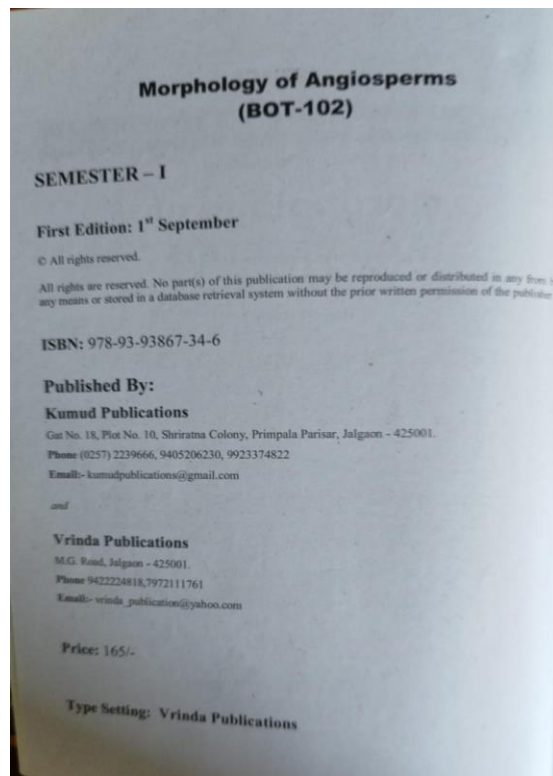 Morphology of Angiosperms
(BOT-102)
SEMESTER – I
First Edition: 1st September
© All rights reserved.
All rights are reserved. No part(s) of this publication may be reproduced or distributed in any from
any means or stored in a database retrieval system without the prior written permission of the publisher
ISBN: 978-93-93867-34-6
Published By:
Kumud Publications
Gat No. 18, Plot No. 10, Shriratna Colony, Primpala Parisar, Jalgaon - 425001.
Phone (0257) 2239666, 9405206230, 9923374822
Email:- kumudpublications@gmail.com
and
Vrinda Publications
M.G. Road, Jalgaon - 425001.
Phone 9422224818,7972111761
Email:- vrinda_publication@yahoo.com
Price: 165/-
Type Setting: Vrinda Publications